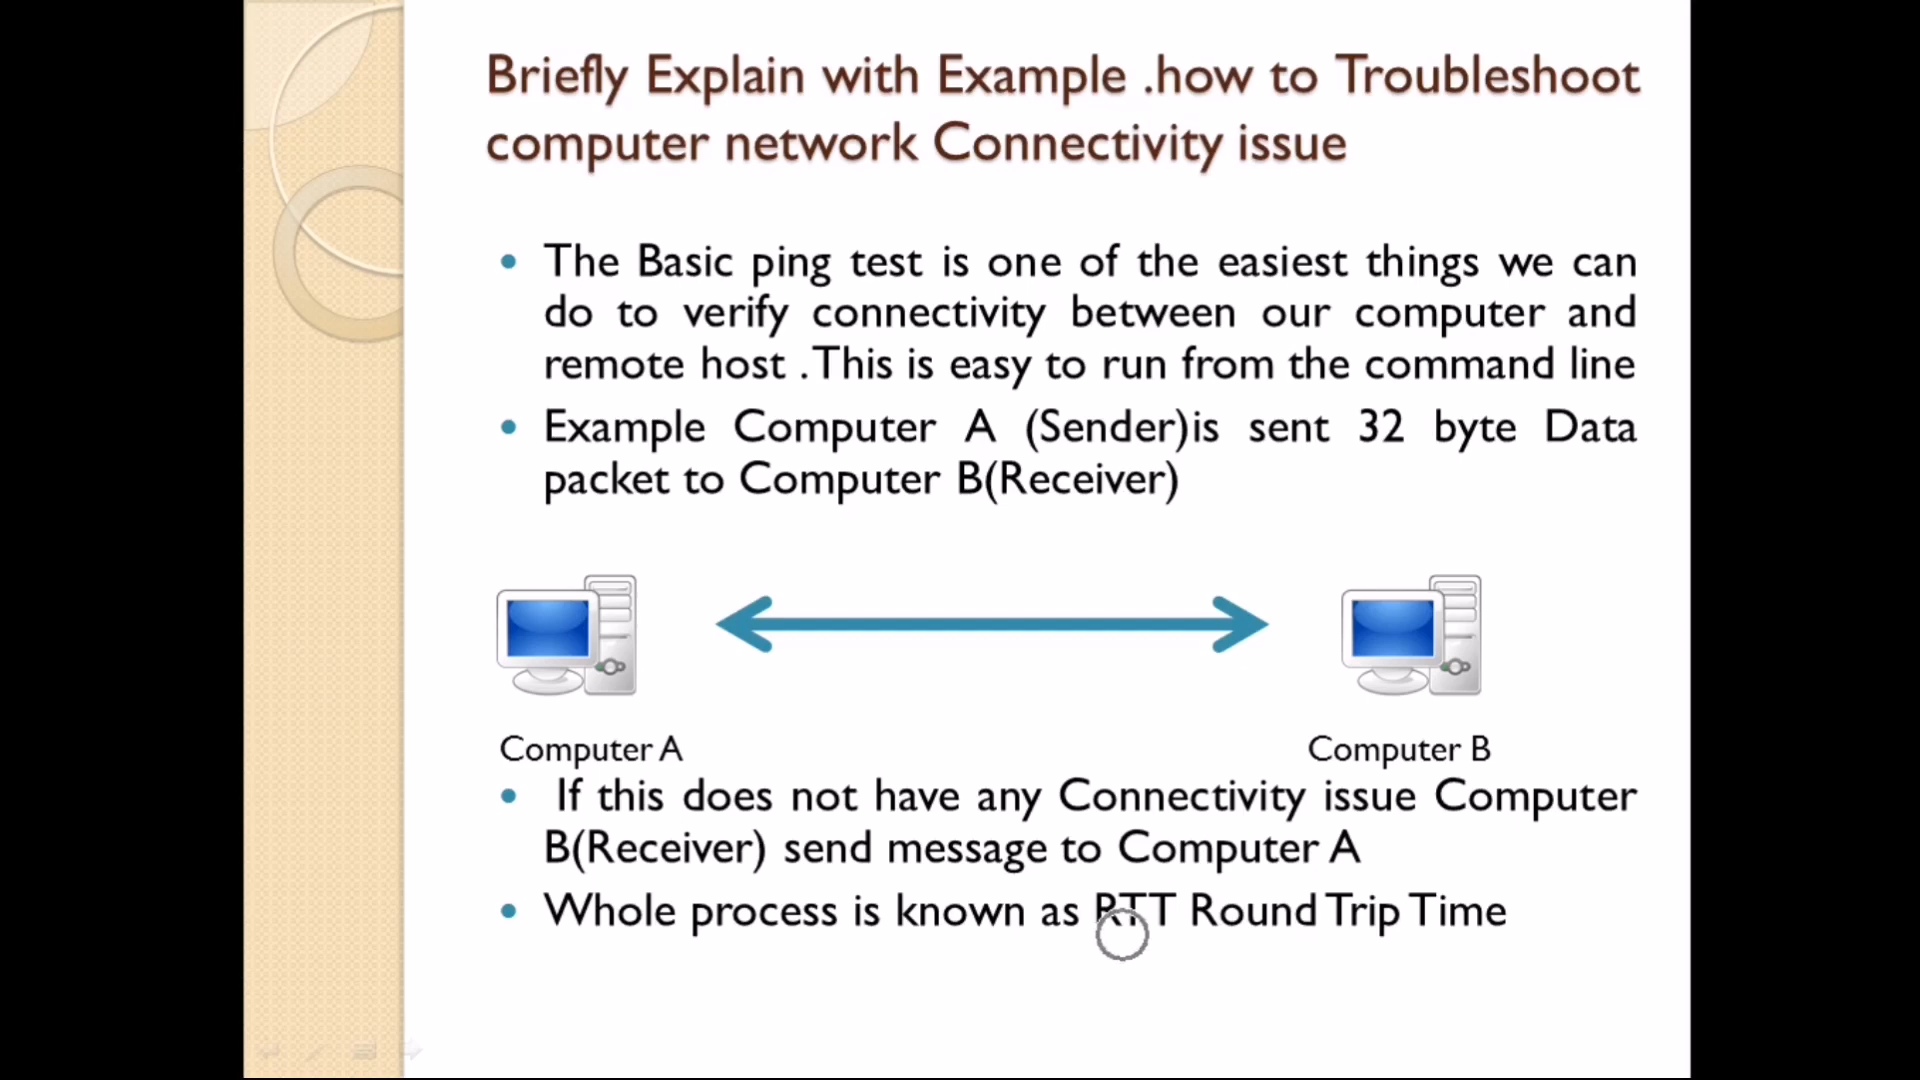 Briefly Explain with Example .how to Troubleshoot
computer network Connectivity issue
• The Basic ping test is one of the easiest things we can
do to verify connectivity between our computer and
remote host .This is easy to run from the command line
• Example Computer A (Sender)is sent 32 byte Data
packet to Computer B(Receiver)
Computer A
Computer B
• If this does not have any Connectivity issue Computer
B(Receiver) send message to Computer A
• Whole process is known as RTT Round Trip Time